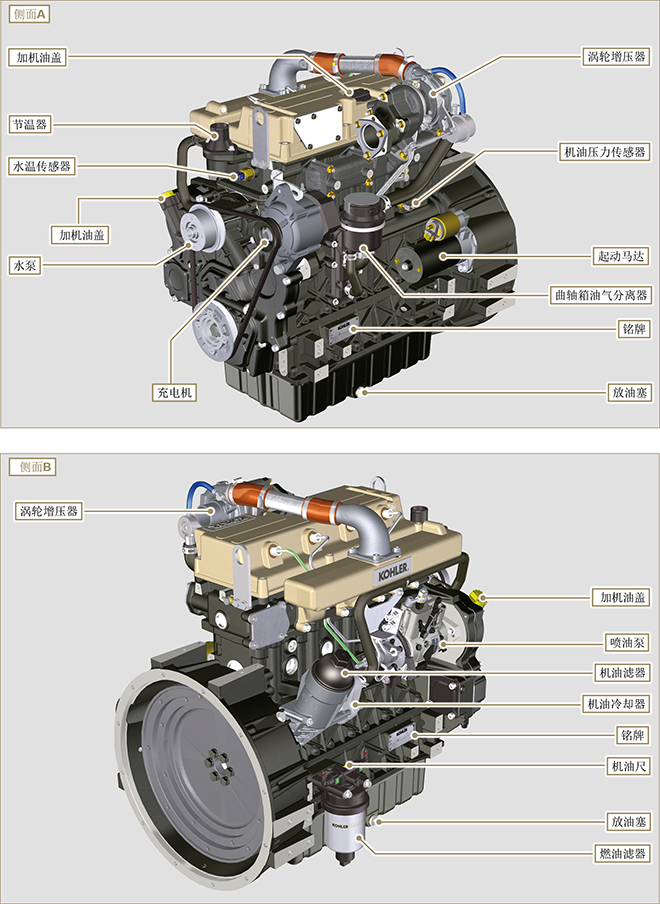 侧面A
加机油盖
涡轮增压器
节温器
水温传感器
机油压力传感器
加机油盖
水泵
起动马达
曲轴箱油气分离器
KOHLER
铭牌
充电机
放油塞
侧面B
涡轮增压器
KOHLER
加机油盖
喷油泵
机油滤器
机油冷却器
铭牌
机油尺
放油塞
KOHLER
燃油滤器